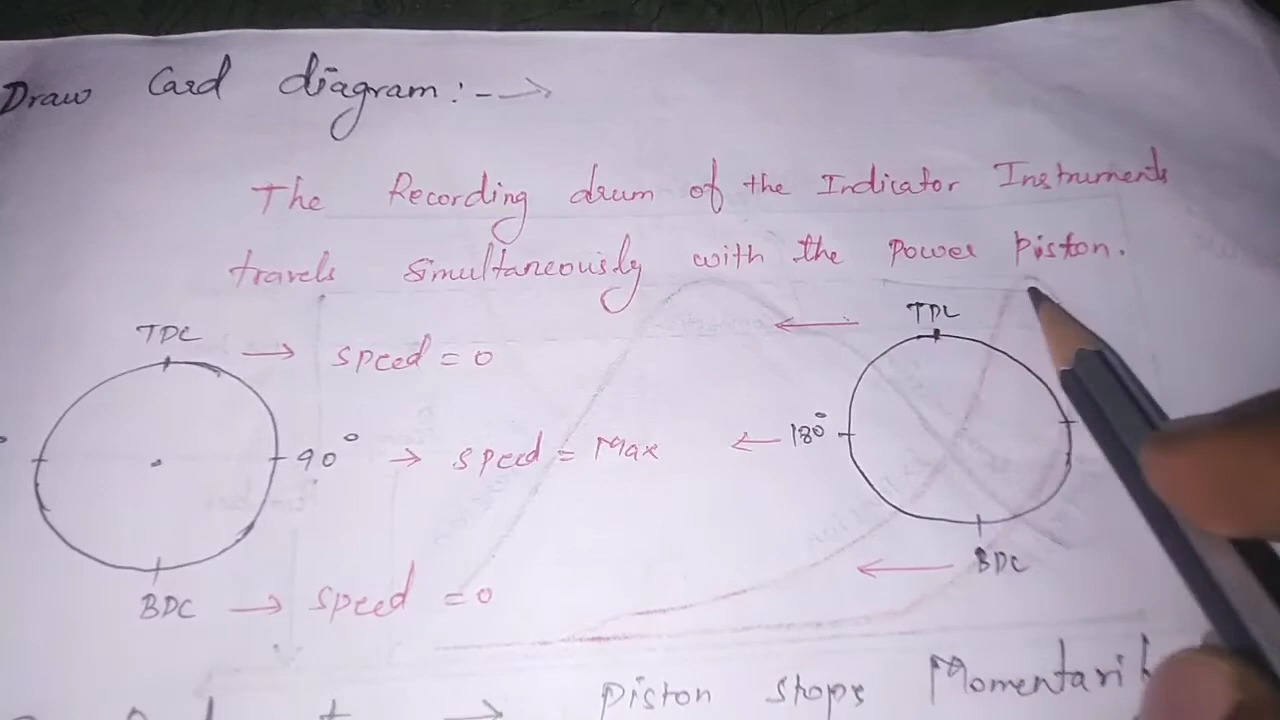 Draw Card diagram:-→
The Recording drum of the Indicator Instruments
travels simultaneously with the Power Piston.
TDC → speed = 0
← TDC
90° → speed = Max
← 180°
BDC → speed = 0
← BDC
→ Piston stops